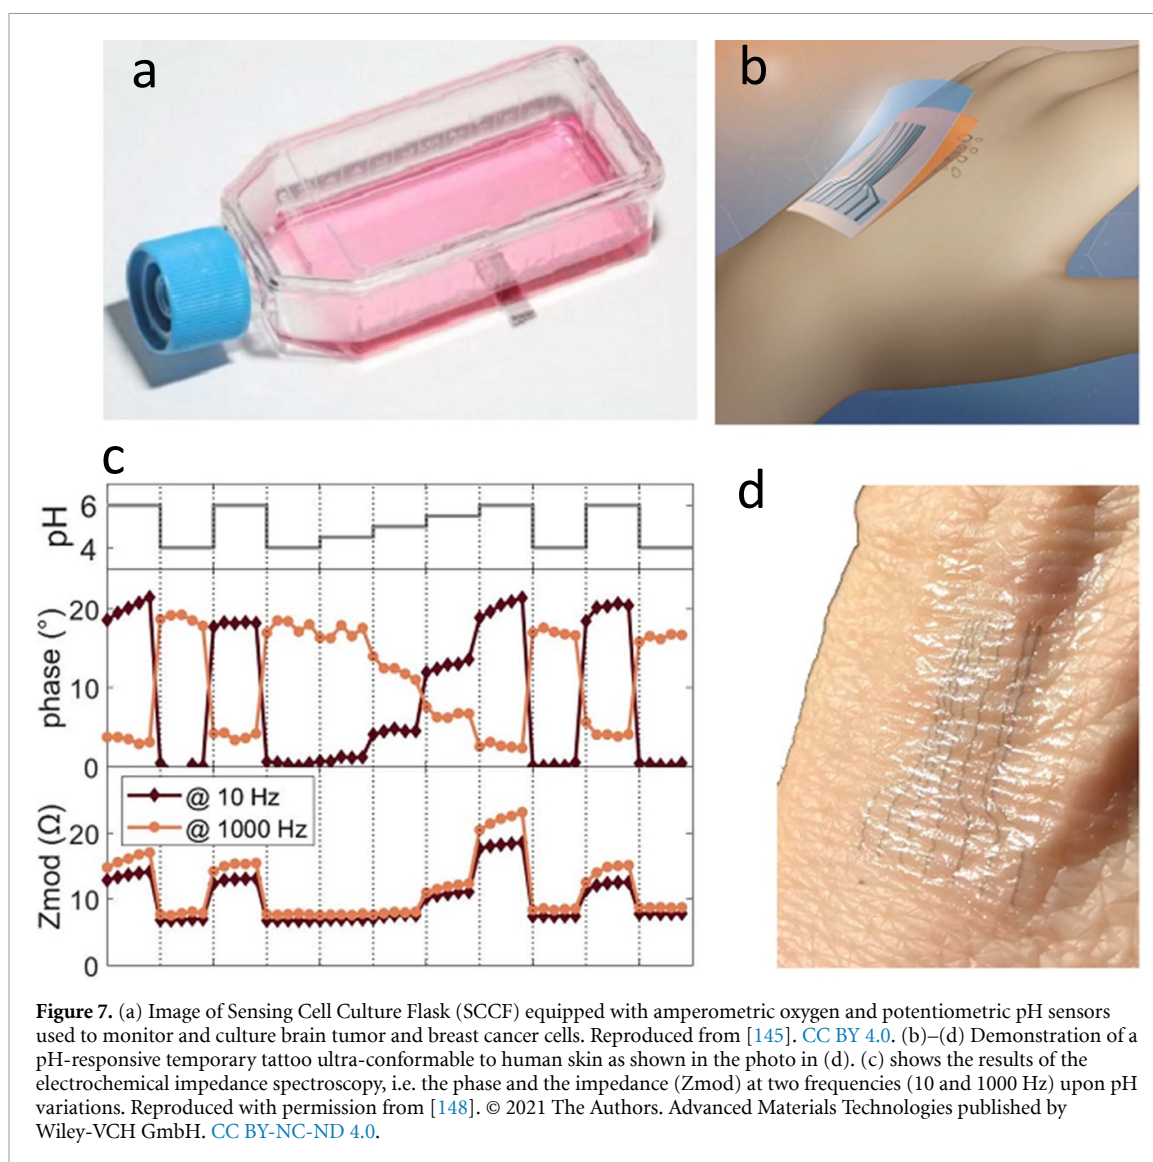 a
b
c
d
pH
6
4
phase (°)
20
10
0
@ 10 Hz
@ 1000 Hz
Zmod (Ω)
20
10
0
Figure 7. (a) Image of Sensing Cell Culture Flask (SCCF) equipped with amperometric oxygen and potentiometric pH sensors
used to monitor and culture brain tumor and breast cancer cells. Reproduced from [145]. CC BY 4.0. (b)–(d) Demonstration of a
pH-responsive temporary tattoo ultra-conformable to human skin as shown in the photo in (d). (c) shows the results of the
electrochemical impedance spectroscopy, i.e. the phase and the impedance (Zmod) at two frequencies (10 and 1000 Hz) upon pH
variations. Reproduced with permission from [148]. © 2021 The Authors. Advanced Materials Technologies published by
Wiley-VCH GmbH. CC BY-NC-ND 4.0.